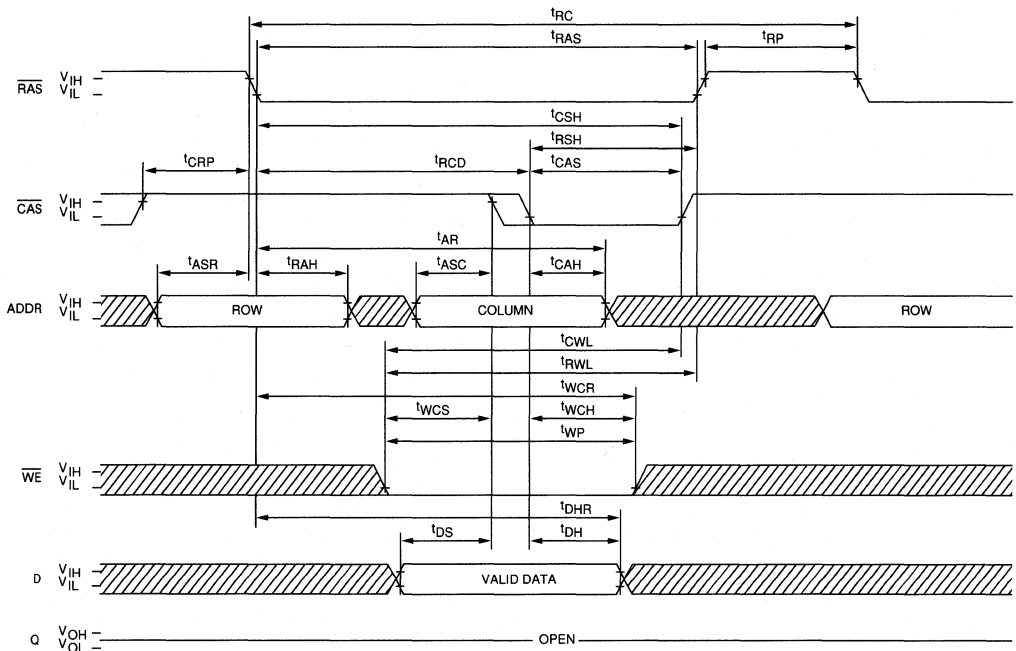 tRC
tRAS
tRP
RAS VIH VIL
tCSH
tRSH
tCRP tRCD tCAS
CAS VIH VIL
tAR
tASR tRAH tASC tCAH
ADDR VIH VIL ROW COLUMN ROW
tCWL
tRWL
tWCR
tWCS tWCH
tWP
WE VIH VIL
tDHR
tDS tDH
D VIH VIL VALID DATA
Q VOH VOL OPEN